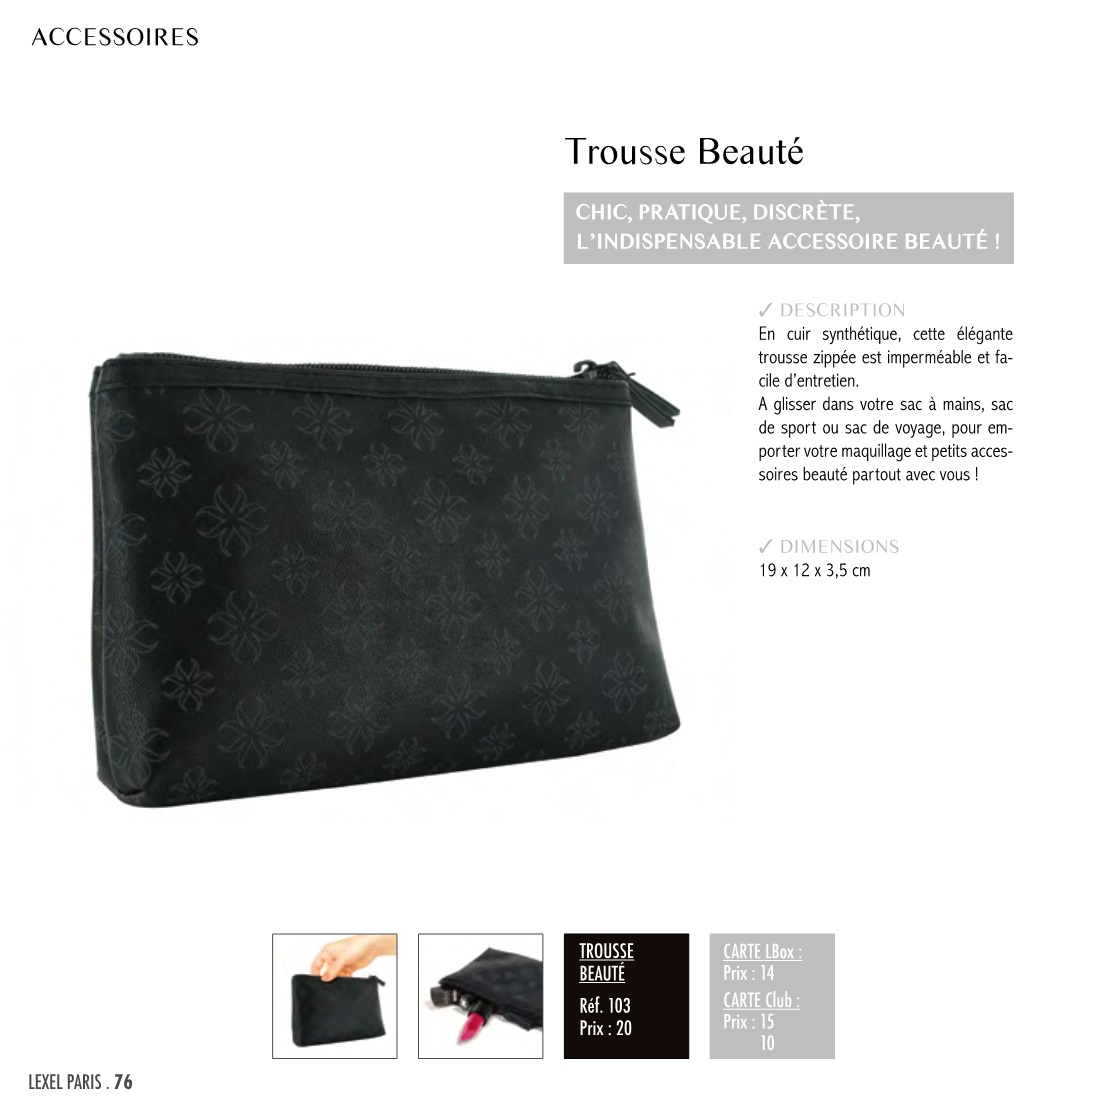 ACCESSOIRES
Trousse Beauté
CHIC, PRATIQUE, DISCRÈTE,
L’INDISPENSABLE ACCESSOIRE BEAUTÉ !
✓ DESCRIPTION
En cuir synthétique, cette élégante
trousse zippée est imperméable et fa-
cile d’entretien.
A glisser dans votre sac à mains, sac
de sport ou sac de voyage, pour em-
porter votre maquillage et petits acces-
soires beauté partout avec vous !
✓ DIMENSIONS
19 x 12 x 3,5 cm
TROUSSE
BEAUTÉ
Réf. 103
Prix : 20
CARTE LBox :
Prix : 14
CARTE Club :
Prix : 15
10
LEXEL PARIS . 76